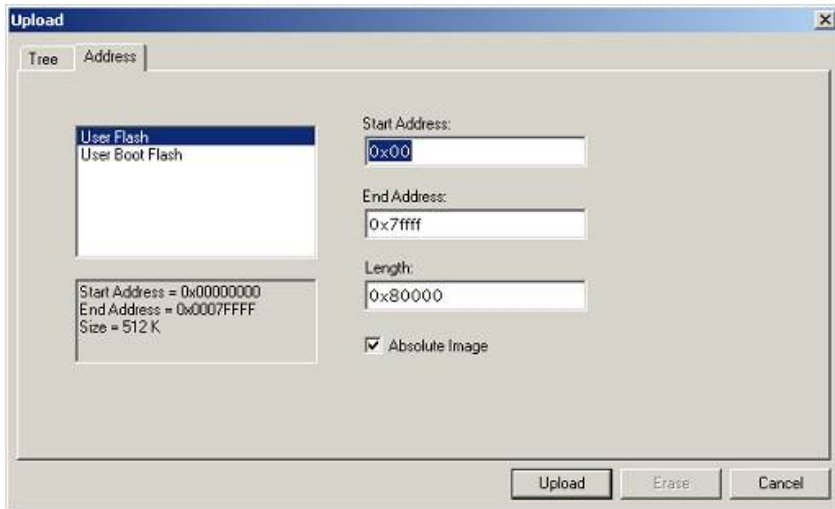 Upload
Tree
Address
User Flash
User Boot Flash
Start Address = 0x00000000
End Address = 0x0007FFFF
Size = 512 K
Start Address:
0x00
End Address:
0x7ffff
Length:
0x80000
Absolute Image
Upload
Erase
Cancel